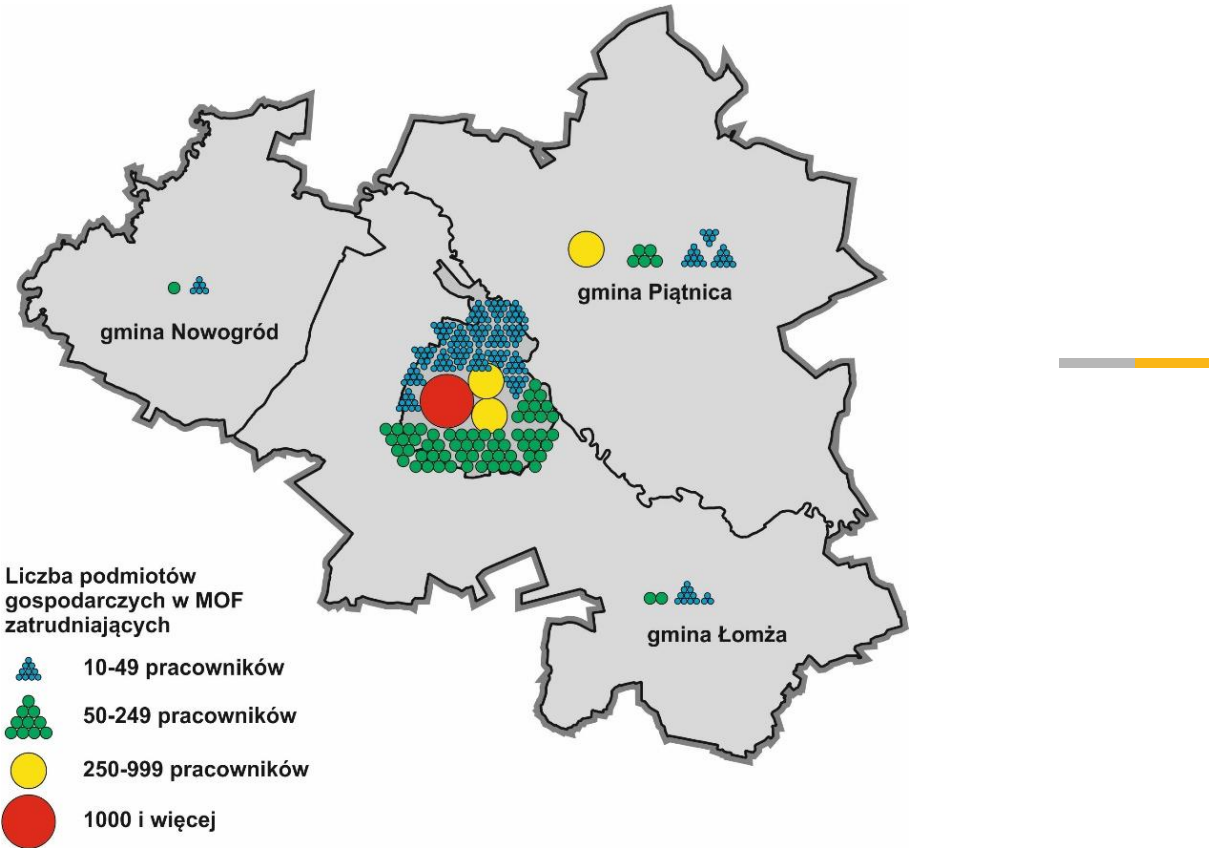 gmina Piątnica
gmina Nowogród
gmina Łomża
Liczba podmiotów
gospodarczych w MOF
zatrudniających
10-49 pracowników
50-249 pracowników
250-999 pracowników
1000 i więcej